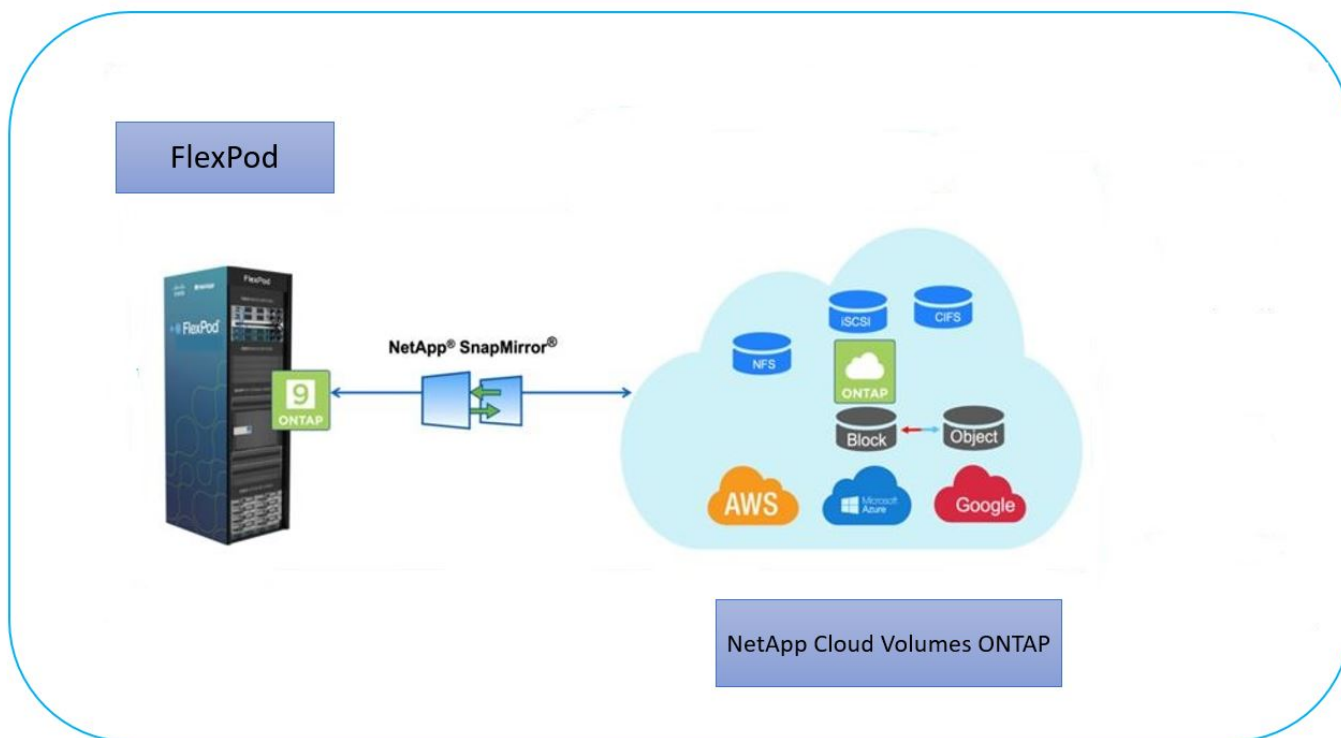 FlexPod
FlexPod
FlexPod
9
ONTAP
NetApp® SnapMirror®
iSCSI
CIFS
NFS
ONTAP
Block
Object
AWS
Microsoft
Azure
Google
NetApp Cloud Volumes ONTAP